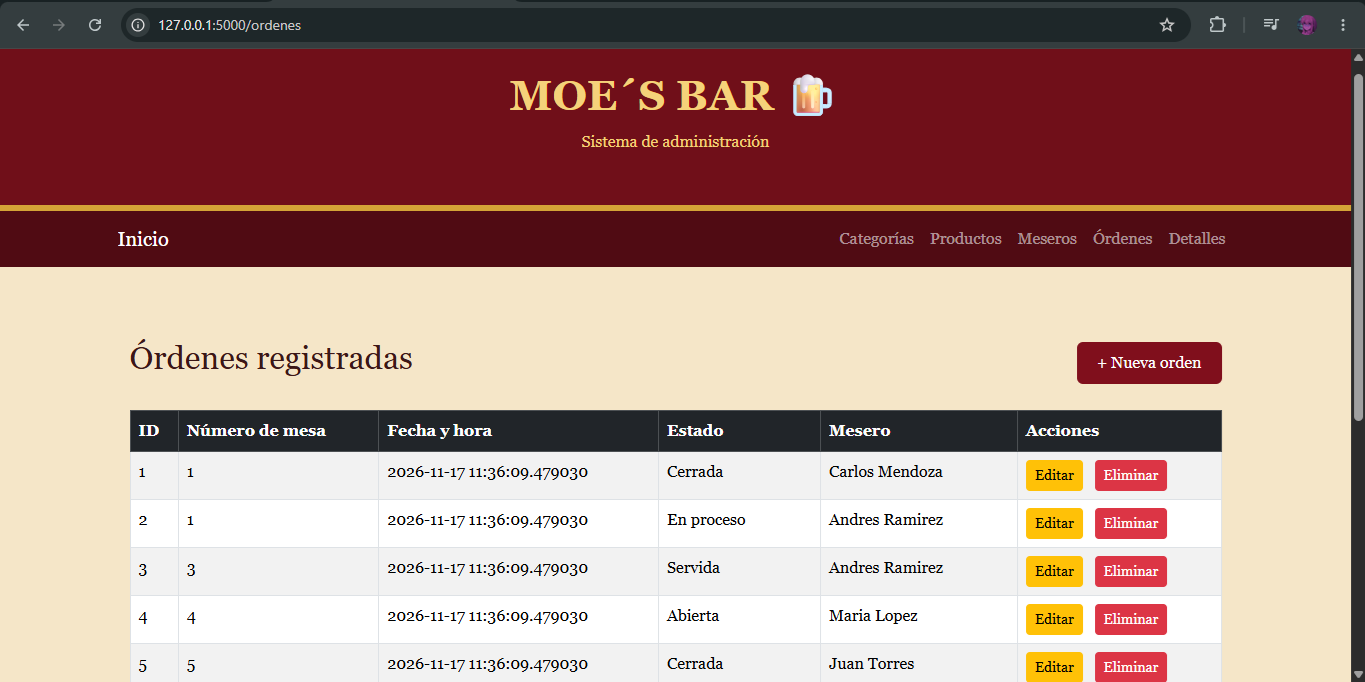 127.0.0.1:5000/ordenes
MOE´S BAR 🍺
Sistema de administración
Inicio Categorías Productos Meseros Órdenes Detalles
Órdenes registradas + Nueva orden
ID Número de mesa Fecha y hora Estado Mesero Acciones
1 1 2026-11-17 11:36:09.479030 Cerrada Carlos Mendoza Editar Eliminar
2 1 2026-11-17 11:36:09.479030 En proceso Andres Ramirez Editar Eliminar
3 3 2026-11-17 11:36:09.479030 Servida Andres Ramirez Editar Eliminar
4 4 2026-11-17 11:36:09.479030 Abierta Maria Lopez Editar Eliminar
5 5 2026-11-17 11:36:09.479030 Cerrada Juan Torres Editar Eliminar